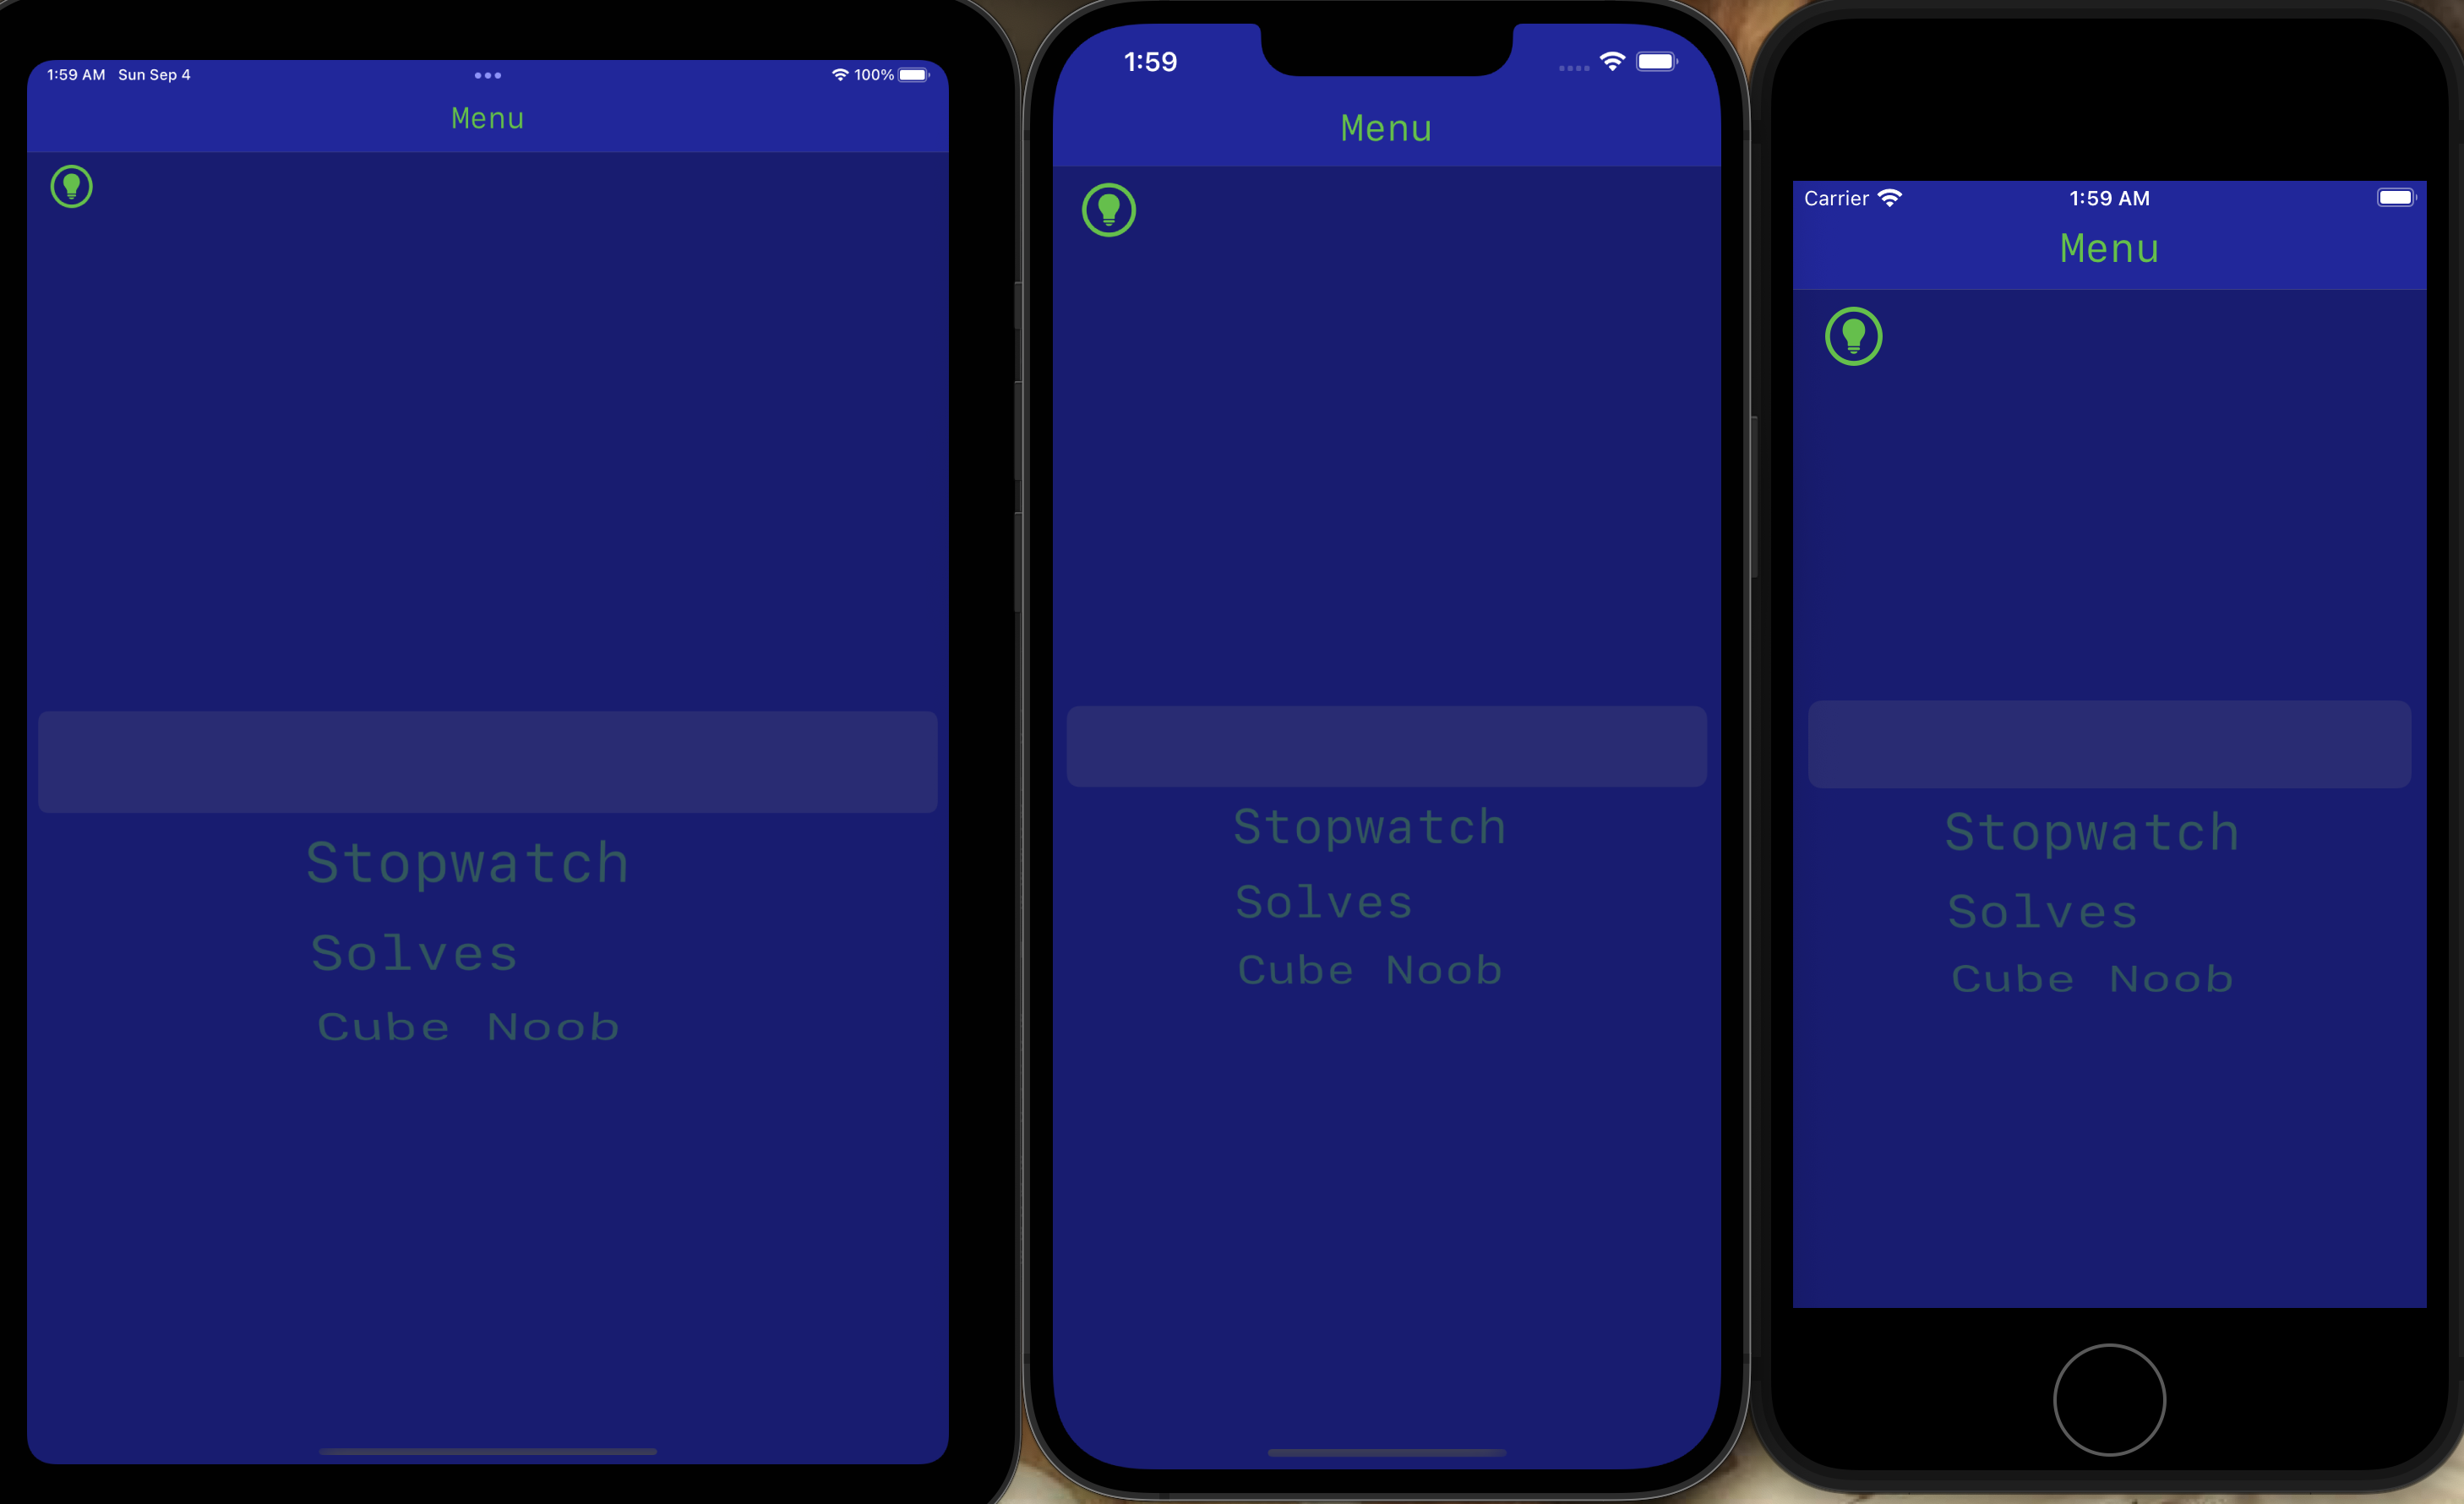 1:59 AM Sun Sep 4
100%
Menu
Stopwatch
Solves
Cube Noob
1:59
Menu
Stopwatch
Solves
Cube Noob
Carrier
1:59 AM
Menu
Stopwatch
Solves
Cube Noob